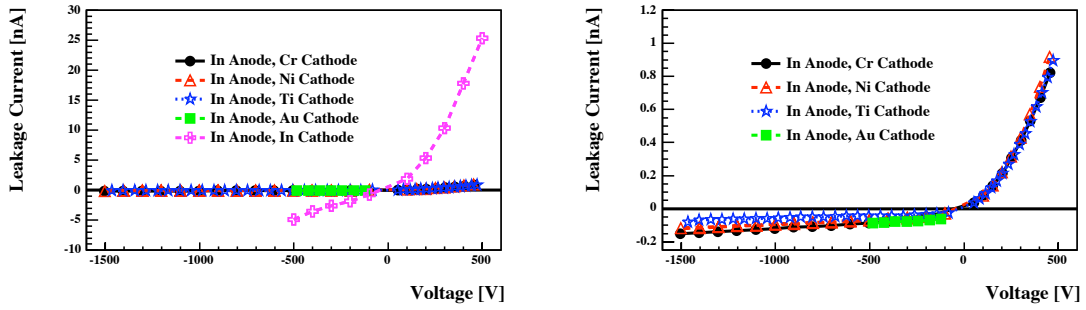 Leakage Current [nA]
30
25
20
15
10
5
0
-5
-10
In Anode, Cr Cathode
In Anode, Ni Cathode
In Anode, Ti Cathode
In Anode, Au Cathode
In Anode, In Cathode
-1500
-1000
-500
0
500
Voltage [V]
Leakage Current [nA]
1.2
1
0.8
0.6
0.4
0.2
0
-0.2
In Anode, Cr Cathode
In Anode, Ni Cathode
In Anode, Ti Cathode
In Anode, Au Cathode
-1500
-1000
-500
0
500
Voltage [V]